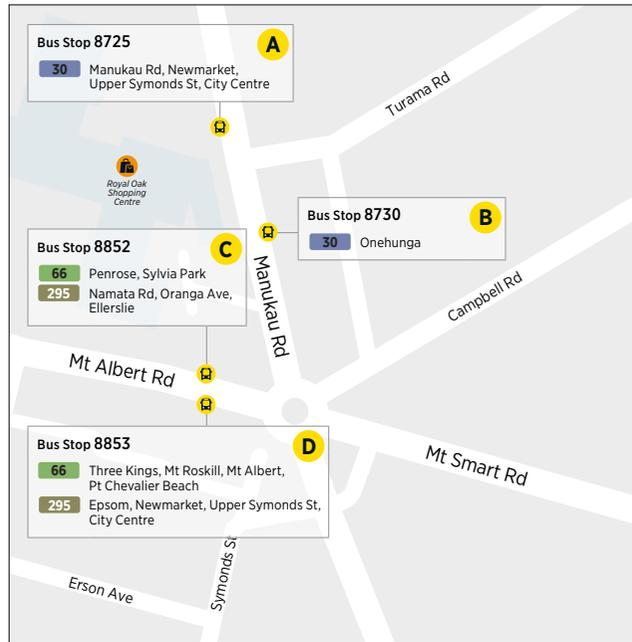 Bus Stop 8725
A
30 Manukau Rd, Newmarket,
Upper Symonds St, City Centre
Turama Rd
Royal Oak
Shopping
Centre
Bus Stop 8730
B
30 Onehunga
Bus Stop 8852
C
66 Penrose, Sylvia Park
295 Namata Rd, Oranga Ave,
Ellerslie
Manukau Rd
Campbell Rd
Mt Albert Rd
Bus Stop 8853
D
66 Three Kings, Mt Roskill, Mt Albert,
Pt Chevalier Beach
295 Epsom, Newmarket, Upper Symonds St,
City Centre
Mt Smart Rd
Symonds St
Erson Ave